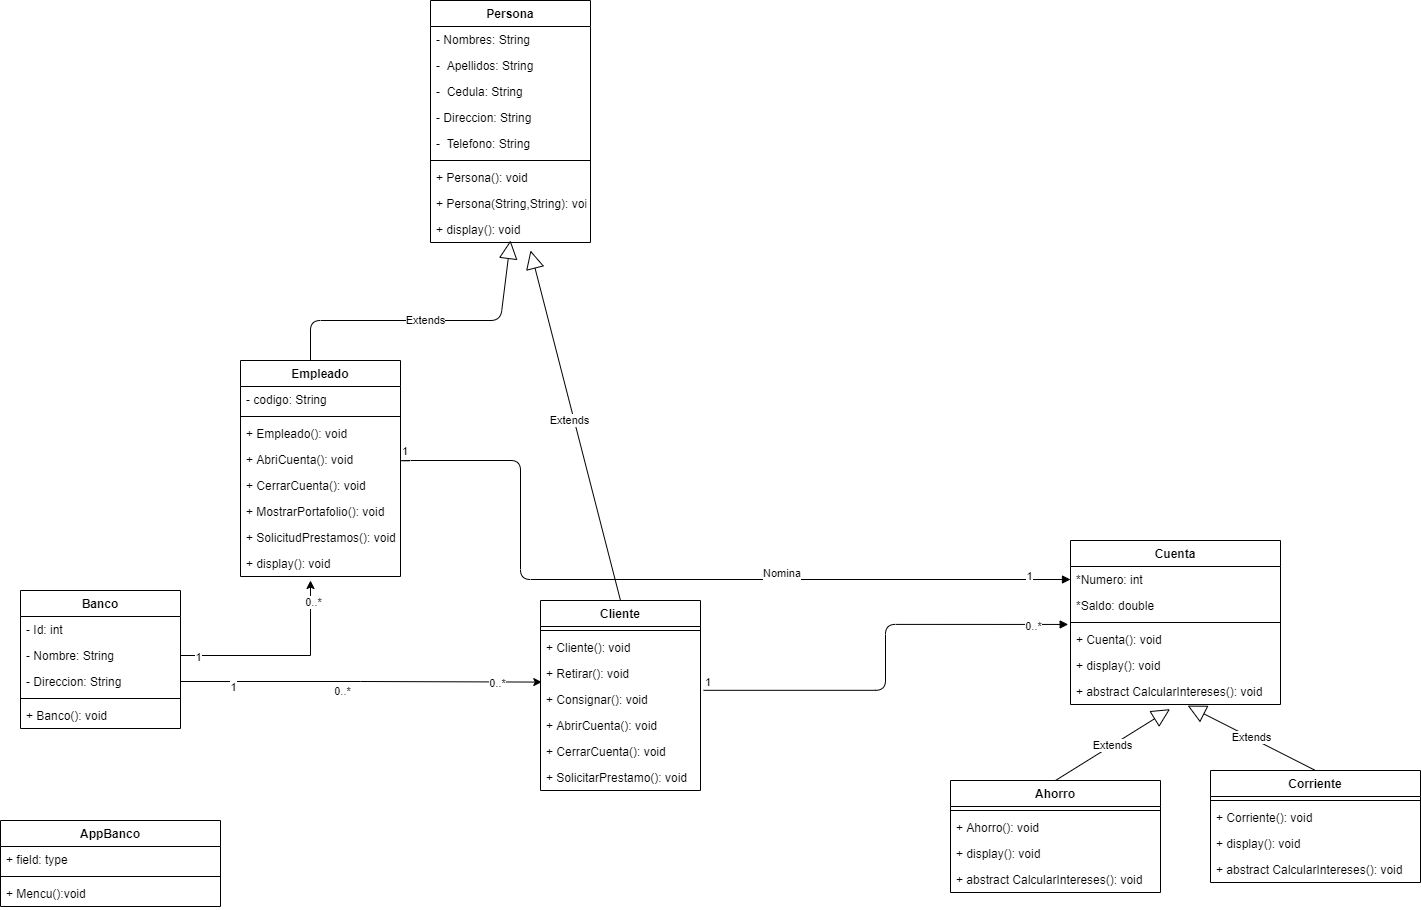 Persona
- Nombres: String
-  Apellidos: String
-  Cedula: String
- Direccion: String
-  Telefono: String
+ Persona(): void
+ Persona(String,String): voi
+ display(): void
Extends
Extends
Empleado
- codigo: String
+ Empleado(): void
+ AbriCuenta(): void
+ CerrarCuenta(): void
+ MostrarPortafolio(): void
+ SolicitudPrestamos(): void
+ display(): void
1
Nomina
1
0..*
Banco
- Id: int
- Nombre: String
- Direccion: String
+ Banco(): void
1
1
0..*
0..*
Cliente
+ Cliente(): void
+ Retirar(): void
+ Consignar(): void
+ AbrirCuenta(): void
+ CerrarCuenta(): void
+ SolicitarPrestamo(): void
1
0..*
Cuenta
*Numero: int
*Saldo: double
+ Cuenta(): void
+ display(): void
+ abstract CalcularIntereses(): void
Extends
Extends
Ahorro
+ Ahorro(): void
+ display(): void
+ abstract CalcularIntereses(): void
Corriente
+ Corriente(): void
+ display(): void
+ abstract CalcularIntereses(): void
AppBanco
+ field: type
+ Mencu():void